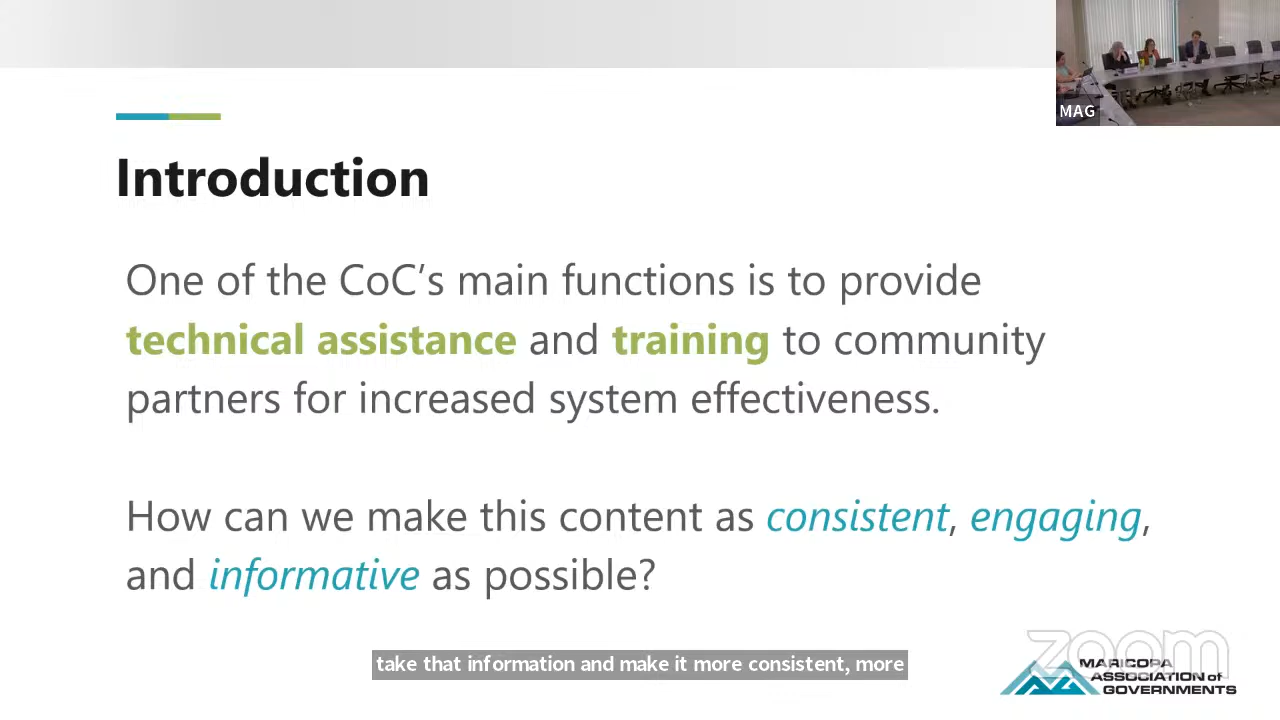 MAG
Introduction
One of the CoC’s main functions is to provide
technical assistance and training to community
partners for increased system effectiveness.
How can we make this content as consistent, engaging,
and informative as possible?
take that information and make it more consistent, more
zoom
MARICOPA
ASSOCIATION of
GOVERNMENTS